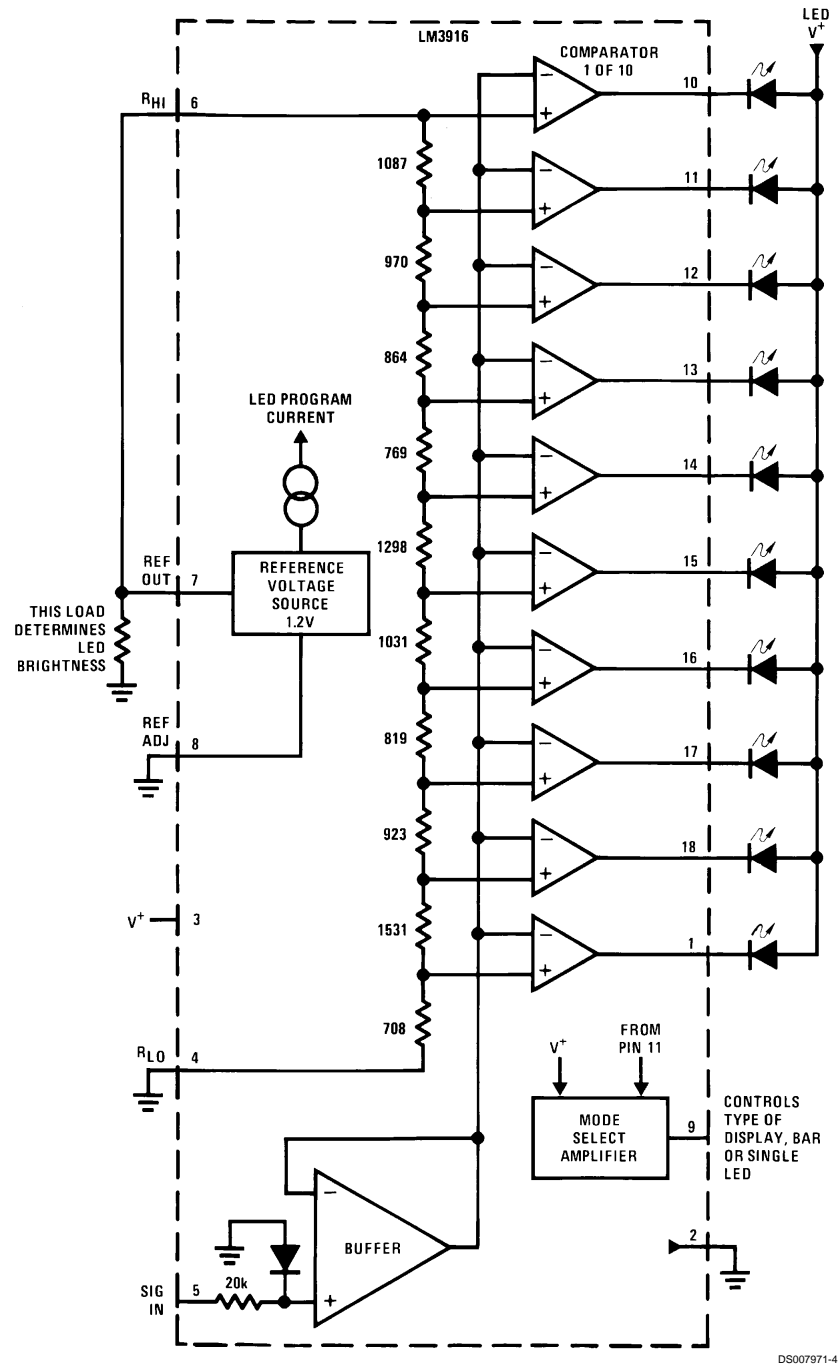 LED
V+
LM3916
COMPARATOR
1 OF 10
RHI
6
−
+
10
1087
−
+
11
970
−
+
12
864
−
+
13
LED PROGRAM
CURRENT
769
−
+
14
1298
REF
OUT
7
REFERENCE
VOLTAGE
SOURCE
1.2V
−
+
15
THIS LOAD
DETERMINES
LED
BRIGHTNESS
1031
−
+
16
REF
ADJ
8
819
−
+
17
923
−
+
18
V+
3
1531
−
+
1
708
RLO
4
V+
FROM
PIN 11
MODE
SELECT
AMPLIFIER
9
CONTROLS
TYPE OF
DISPLAY, BAR
OR SINGLE
LED
−
BUFFER
+
2
SIG
IN
5
20k
DS007971-4